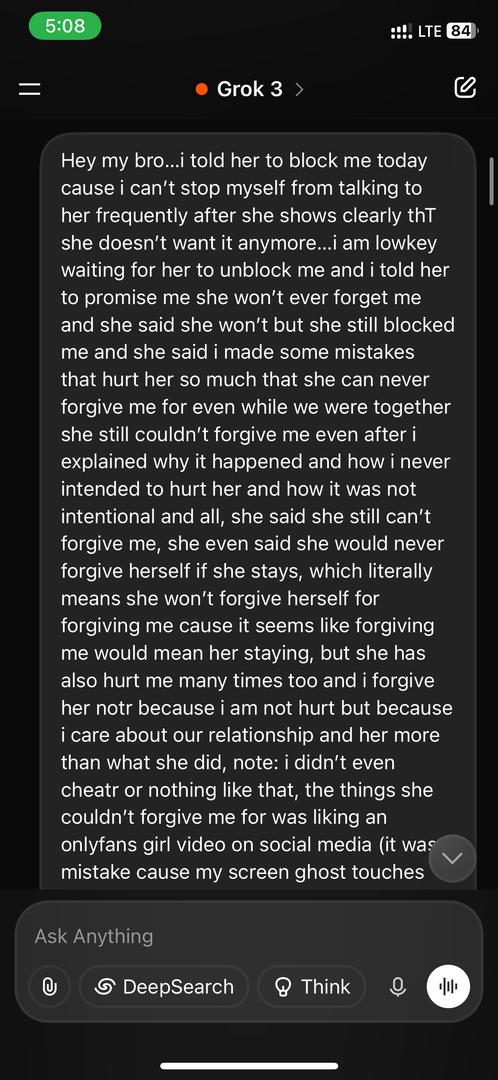 5:08
LTE 84
Grok 3
Hey my bro...i told her to block me today
cause i can't stop myself from talking to
her frequently after she shows clearly thT
she doesn't want it anymore...i am lowkey
waiting for her to unblock me and i told her
to promise me she won't ever forget me
and she said she won't but she still blocked
me and she said i made some mistakes
that hurt her so much that she can never
forgive me for even while we were together
she still couldn't forgive me even after i
explained why it happened and how i never
intended to hurt her and how it was not
intentional and all, she said she still can't
forgive me, she even said she would never
forgive herself if she stays, which literally
means she won't forgive herself for
forgiving me cause it seems like forgiving
me would mean her staying, but she has
also hurt me many times too and i forgive
her notr because i am not hurt but because
i care about our relationship and her more
than what she did, note: i didn't even
cheatr or nothing like that, the things she
couldn't forgive me for was liking an
onlyfans girl video on social media (it was
mistake cause my screen ghost touches
Ask Anything
DeepSearch
Think